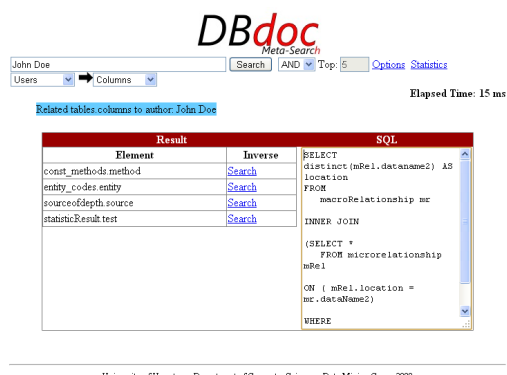 DBdoc
Meta-Search
John Doe Search AND Top: 5 Options Statistics
Users Columns
Elapsed Time: 15 ms
Related tables.columns to author: John Doe
Result SQL
Element Inverse
const_methods.method Search
entity_codes.entity Search
sourceofdepth.source Search
statisticResult.test Search
SELECT
distinct(mRel.dataname2) AS
location
FROM
macroRelationship mr
INNER JOIN
(SELECT *
FROM microrelationship
mRel
ON ( mRel.location =
mr.dataName2)
WHERE